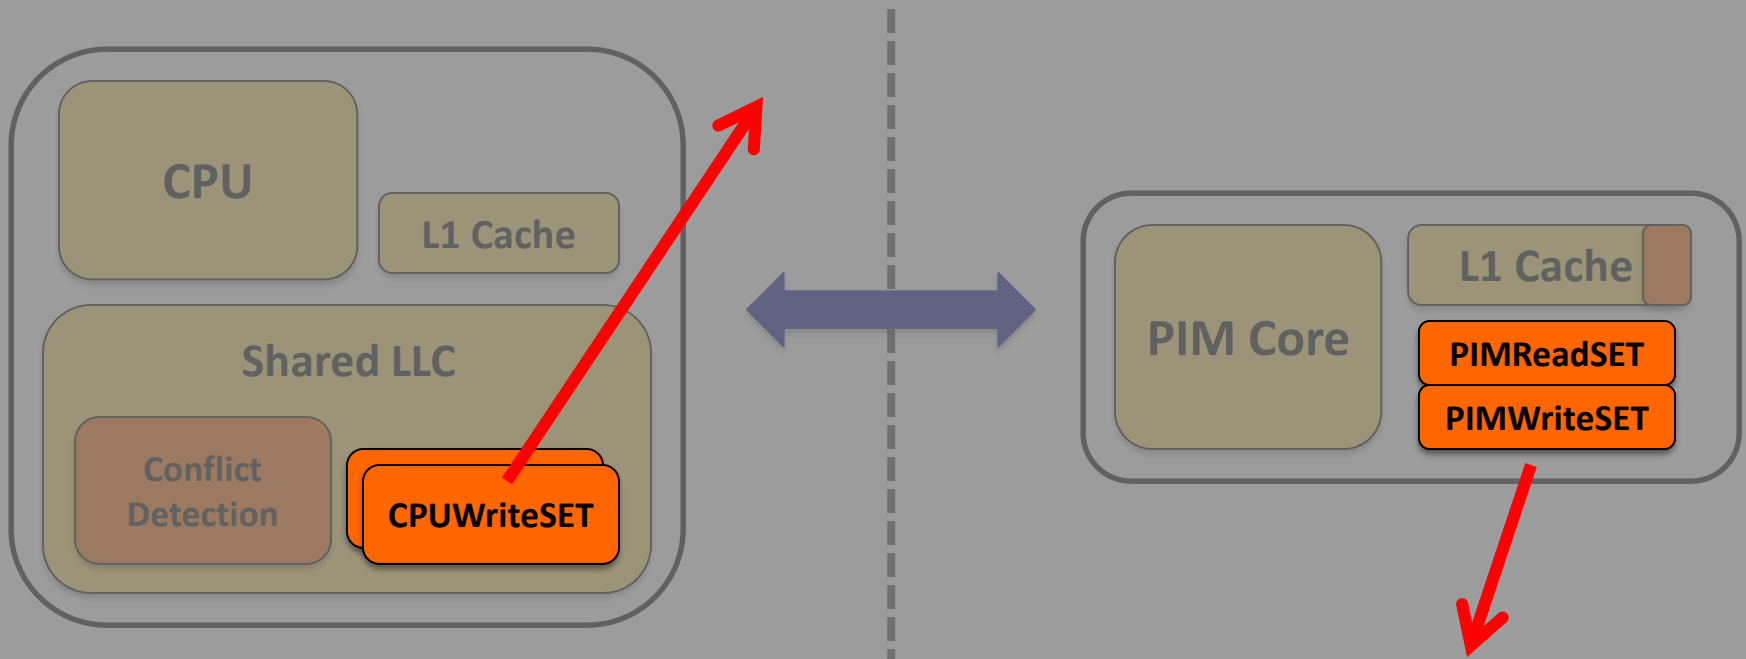 CPU
L1 Cache
Shared LLC
Conflict
Detection
CPUWriteSET
PIM Core
L1 Cache
PIMReadSET
PIMWriteSET